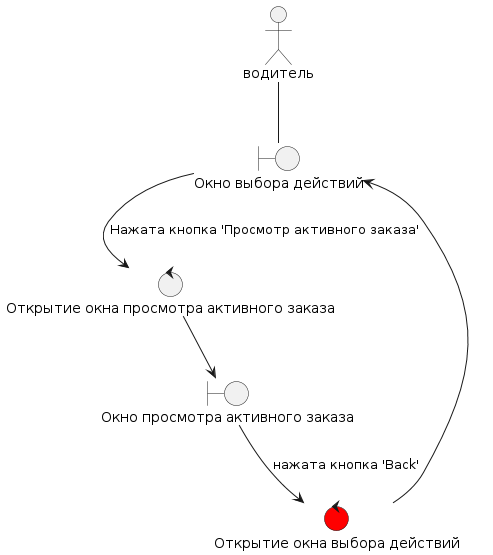 водитель
Окно выбора действий
Нажата кнопка 'Просмотр активного заказа'
Открытие окна просмотра активного заказа
Окно просмотра активного заказа
нажата кнопка 'Back'
Открытие окна выбора действий